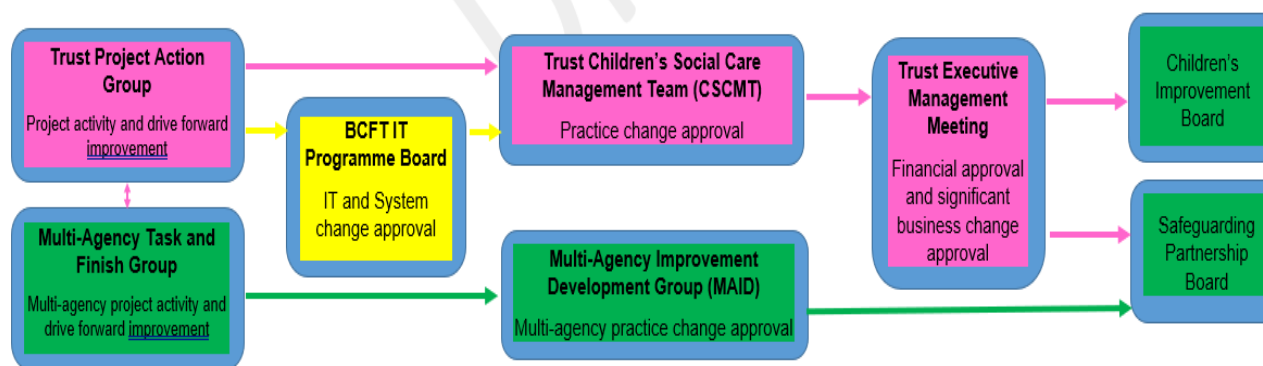 Trust Project Action
Group
Project activity and drive forward
improvement
BCFT IT
Programme Board
IT and System
change approval
Multi-Agency Task and
Finish Group
Multi-agency project activity and
drive forward improvement
Trust Children's Social Care
Management Team (CSCMT)
Practice change approval
Multi-Agency Improvement
Development Group (MAID)
Multi-agency practice change approval
Trust Executive
Management
Meeting
Financial approval
and significant
business change
approval
Children's
Improvement
Board
Safeguarding
Partnership
Board